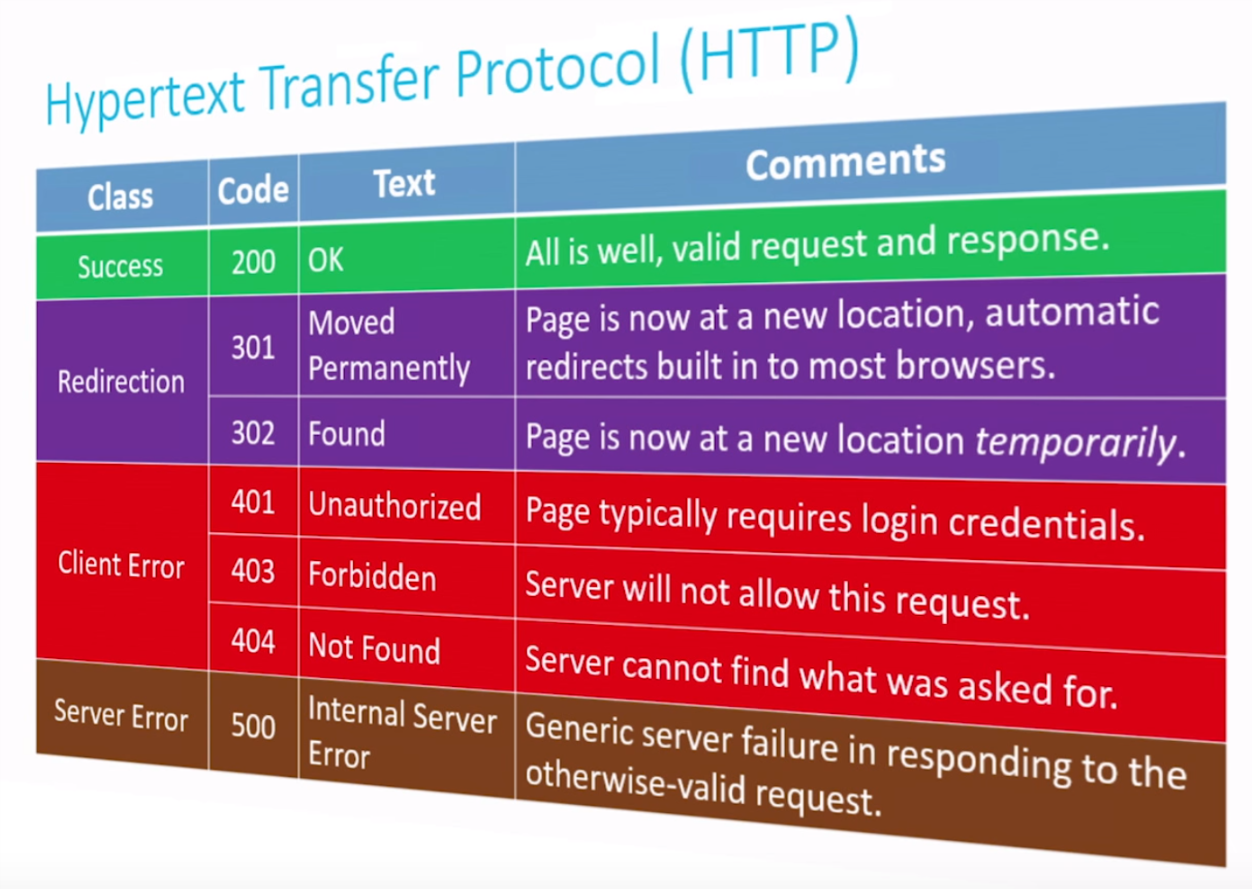 Hypertext Transfer Protocol (HTTP)
Class Code Text Comments
Success 200 OK All is well, valid request and response.
Redirection
301 Moved Permanently Page is now at a new location, automatic
redirects built in to most browsers.
302 Found Page is now at a new location temporarily.
Client Error
401 Unauthorized Page typically requires login credentials.
403 Forbidden Server will not allow this request.
404 Not Found Server cannot find what was asked for.
Server Error 500 Internal Server Error Generic server failure in responding to the
otherwise-valid request.